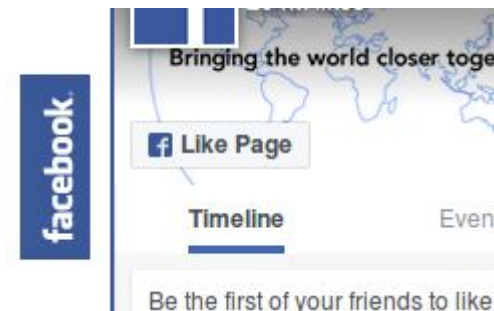 Bringing the world closer toge
facebook
Like Page
Timeline
Even
Be the first of your friends to like